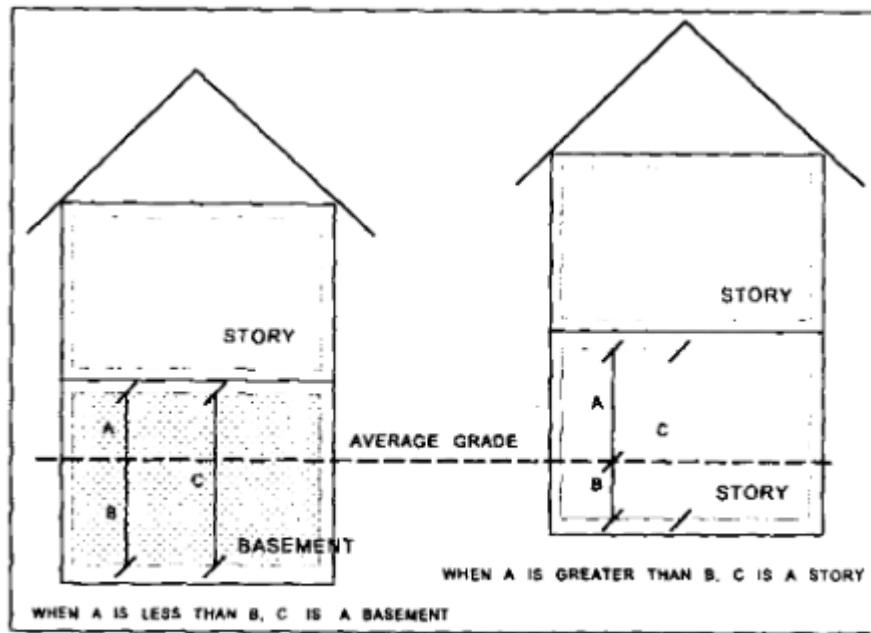 STORY
STORY
A
C
B
BASEMENT
AVERAGE GRADE
A
C
B
STORY
WHEN A IS GREATER THAN B, C IS A STORY
WHEN A IS LESS THAN B, C IS A BASEMENT